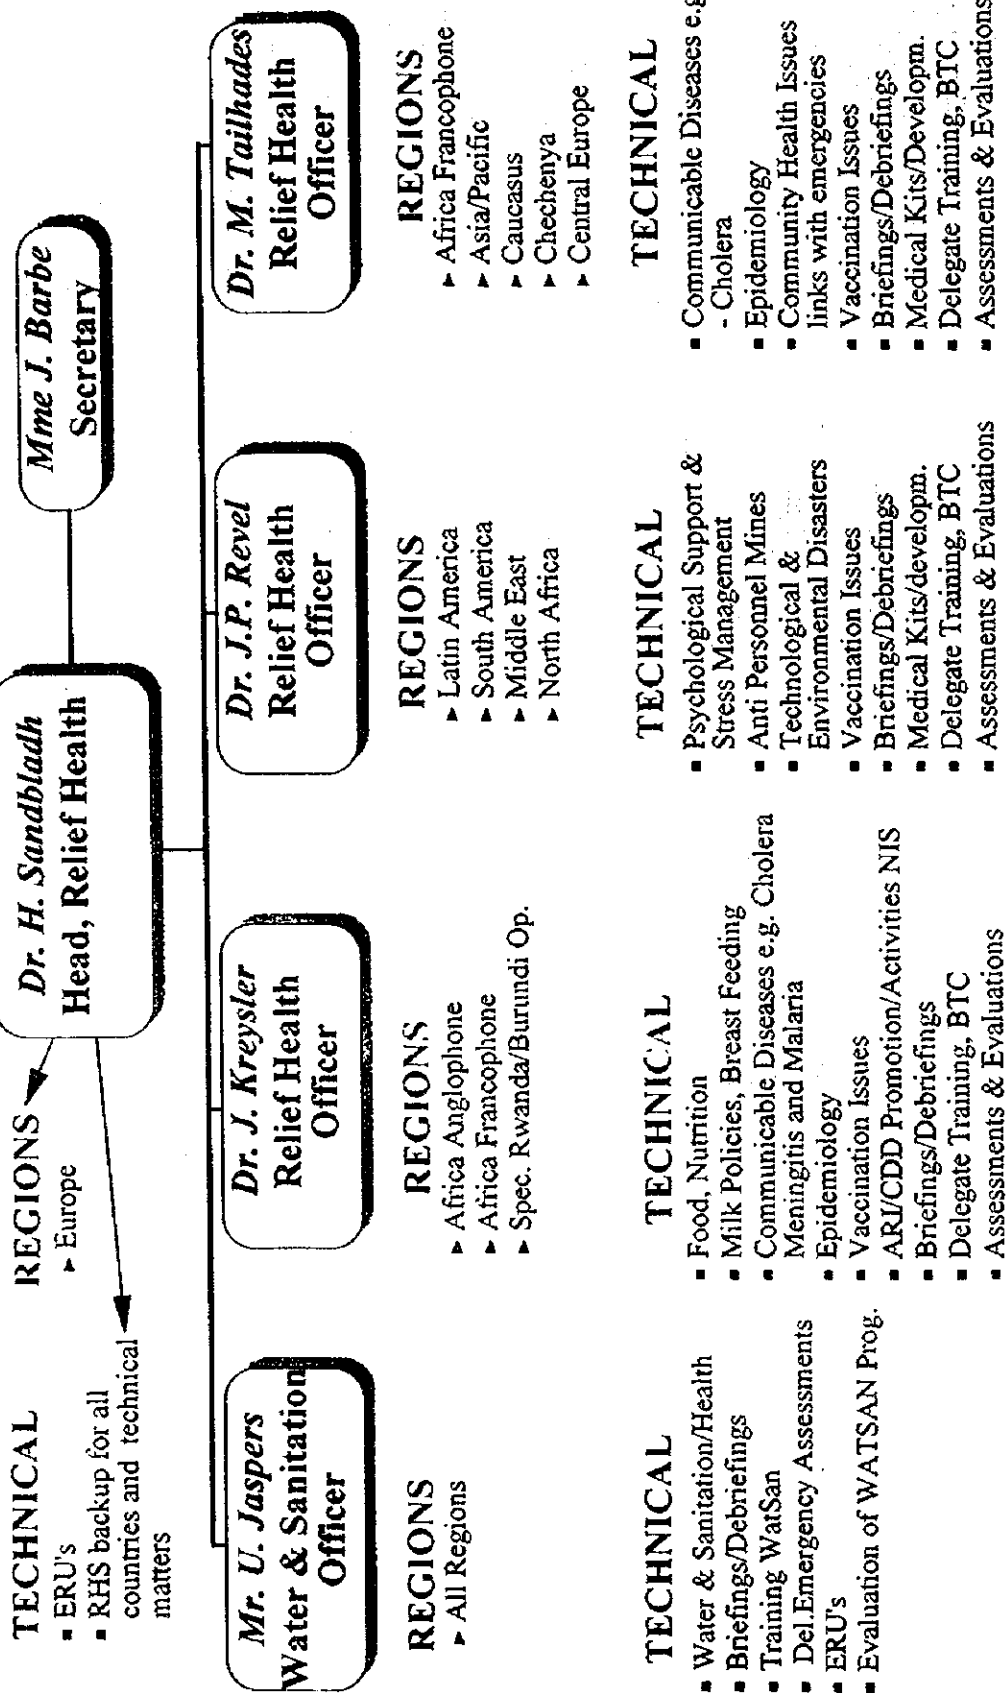 TECHNICAL
▪ ERU's
▪ RHS backup for all
countries and technical
matters
REGIONS
► Europe
Dr. H. Sandbladh
Head, Relief Health
Mme J. Barbe
Secretary
Mr. U. Jaspers
Water & Sanitation
Officer
REGIONS
► All Regions
TECHNICAL
▪ Water & Sanitation/Health
▪ Briefings/Debriefings
▪ Training WatSan
▪ Del.Emergency Assessments
▪ ERU's
▪ Evaluation of WATSAN Prog.
Dr. J. Kreysler
Relief Health
Officer
REGIONS
► Africa Anglophone
► Africa Francophone
► Spec. Rwanda/Burundi Op.
TECHNICAL
▪ Food, Nutrition
▪ Milk Policies, Breast Feeding
▪ Communicable Diseases e.g. Cholera
Meningitis and Malaria
▪ Epidemiology
▪ Vaccination Issues
▪ ARI/CDD Promotion/Activities NIS
▪ Briefings/Debriefings
▪ Delegate Training, BTC
▪ Assessments & Evaluations
Dr. J.P. Revel
Relief Health
Officer
REGIONS
► Latin America
► South America
► Middle East
► North Africa
TECHNICAL
▪ Psychological Support &
Stress Management
▪ Anti Personnel Mines
▪ Technological &
Environmental Disasters
▪ Vaccination Issues
▪ Briefings/Debriefings
▪ Medical Kits/developm.
▪ Delegate Training, BTC
▪ Assessments & Evaluations
Dr. M. Tailhades
Relief Health
Officer
REGIONS
► Africa Francophone
► Asia/Pacific
► Caucasus
► Chechenya
► Central Europe
TECHNICAL
▪ Communicable Diseases e.g
- Cholera
▪ Epidemiology
▪ Community Health Issues
links with emergencies
▪ Vaccination Issues
▪ Briefings/Debriefings
▪ Medical Kits/Developm.
▪ Delegate Training, BTC
▪ Assessments & Evaluations